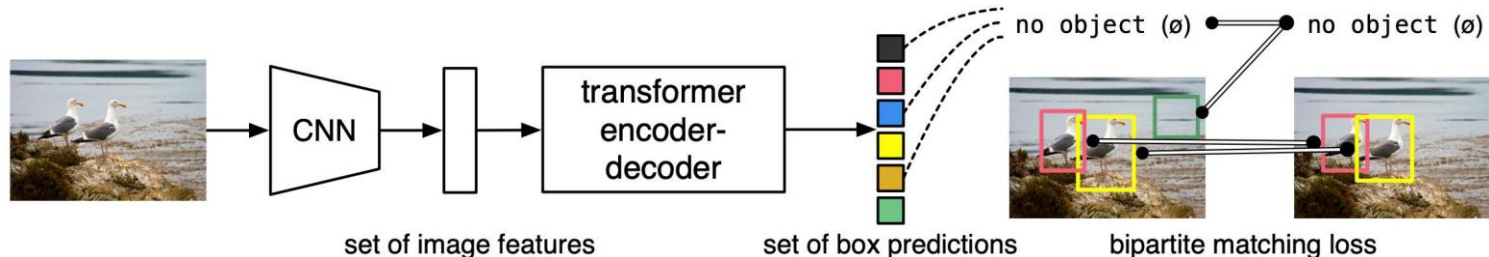 no object (ø)
no object (ø)
CNN
transformer
encoder-
decoder
set of image features
set of box predictions
bipartite matching loss